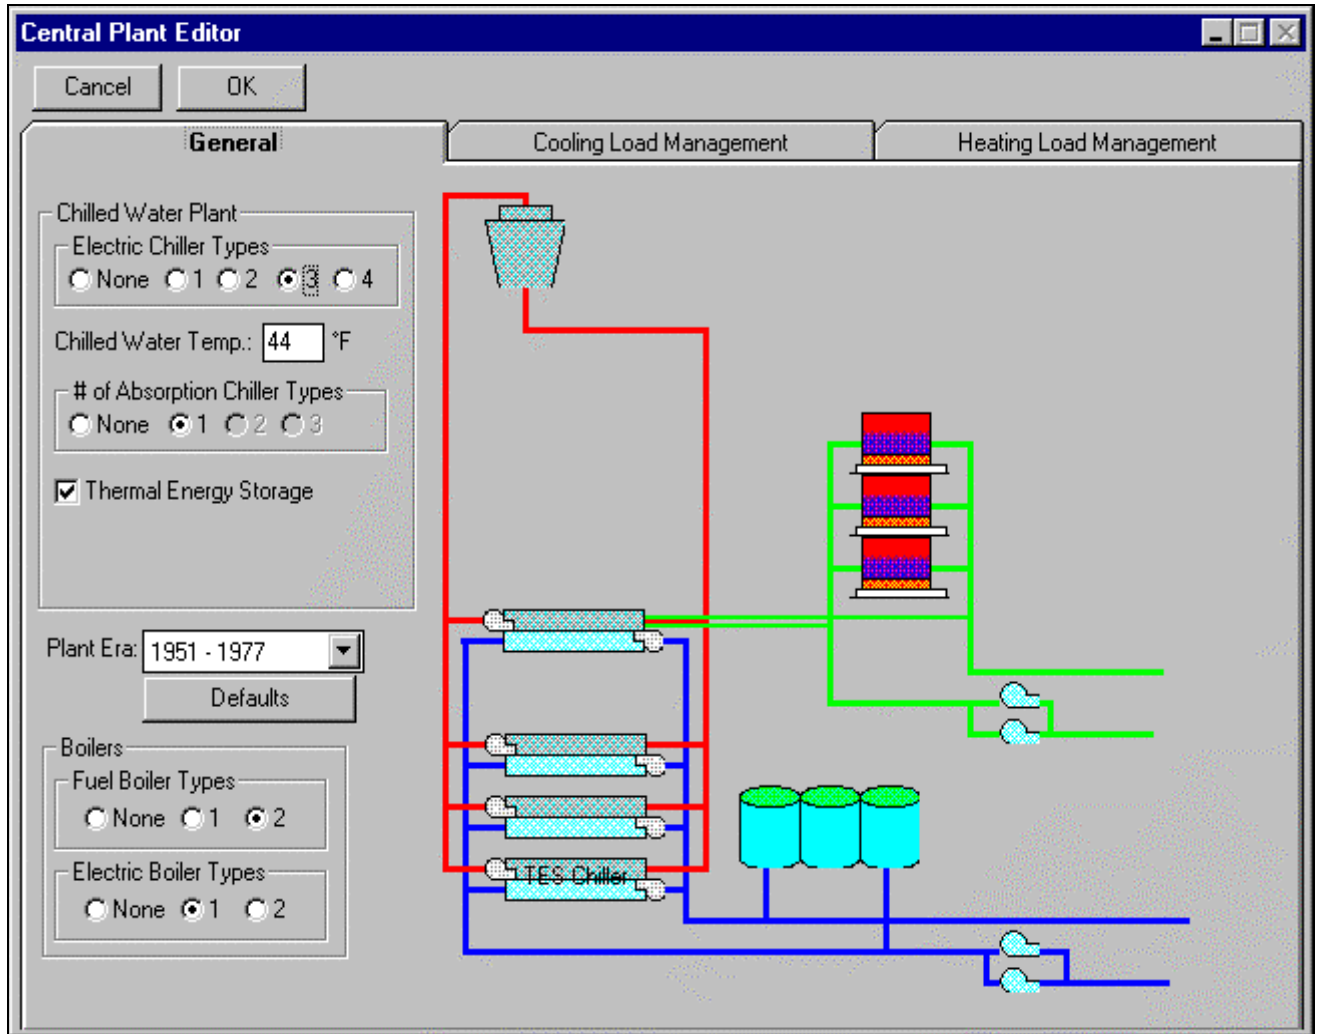 Central Plant Editor
Cancel OK
General Cooling Load Management Heating Load Management
Chilled Water Plant
Electric Chiller Types
None 1 2 3 4
Chilled Water Temp.: 44 °F
# of Absorption Chiller Types
None 1 2 3
Thermal Energy Storage
Plant Era: 1951 - 1977
Defaults
Boilers
Fuel Boiler Types
None 1 2
Electric Boiler Types
None 1 2
TES Chiller